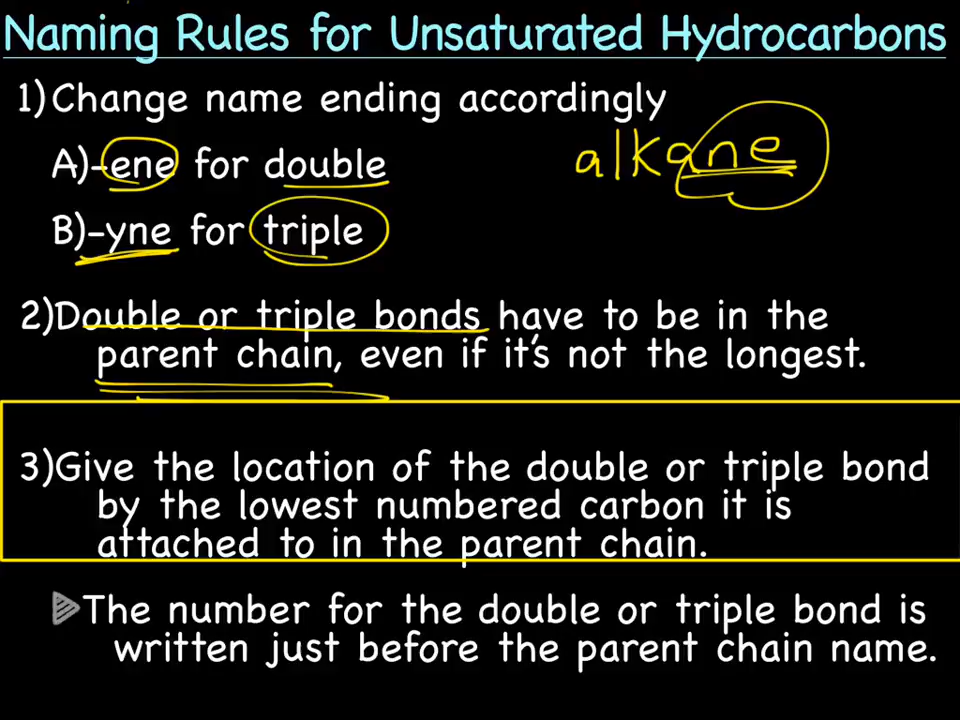 Naming Rules for Unsaturated Hydrocarbons
1) Change name ending accordingly
A) -ene for double
alkane
B) -yne for triple
2) Double or triple bonds have to be in the
parent chain, even if it's not the longest.
3) Give the location of the double or triple bond
by the lowest numbered carbon it is
attached to in the parent chain.
The number for the double or triple bond is
written just before the parent chain name.